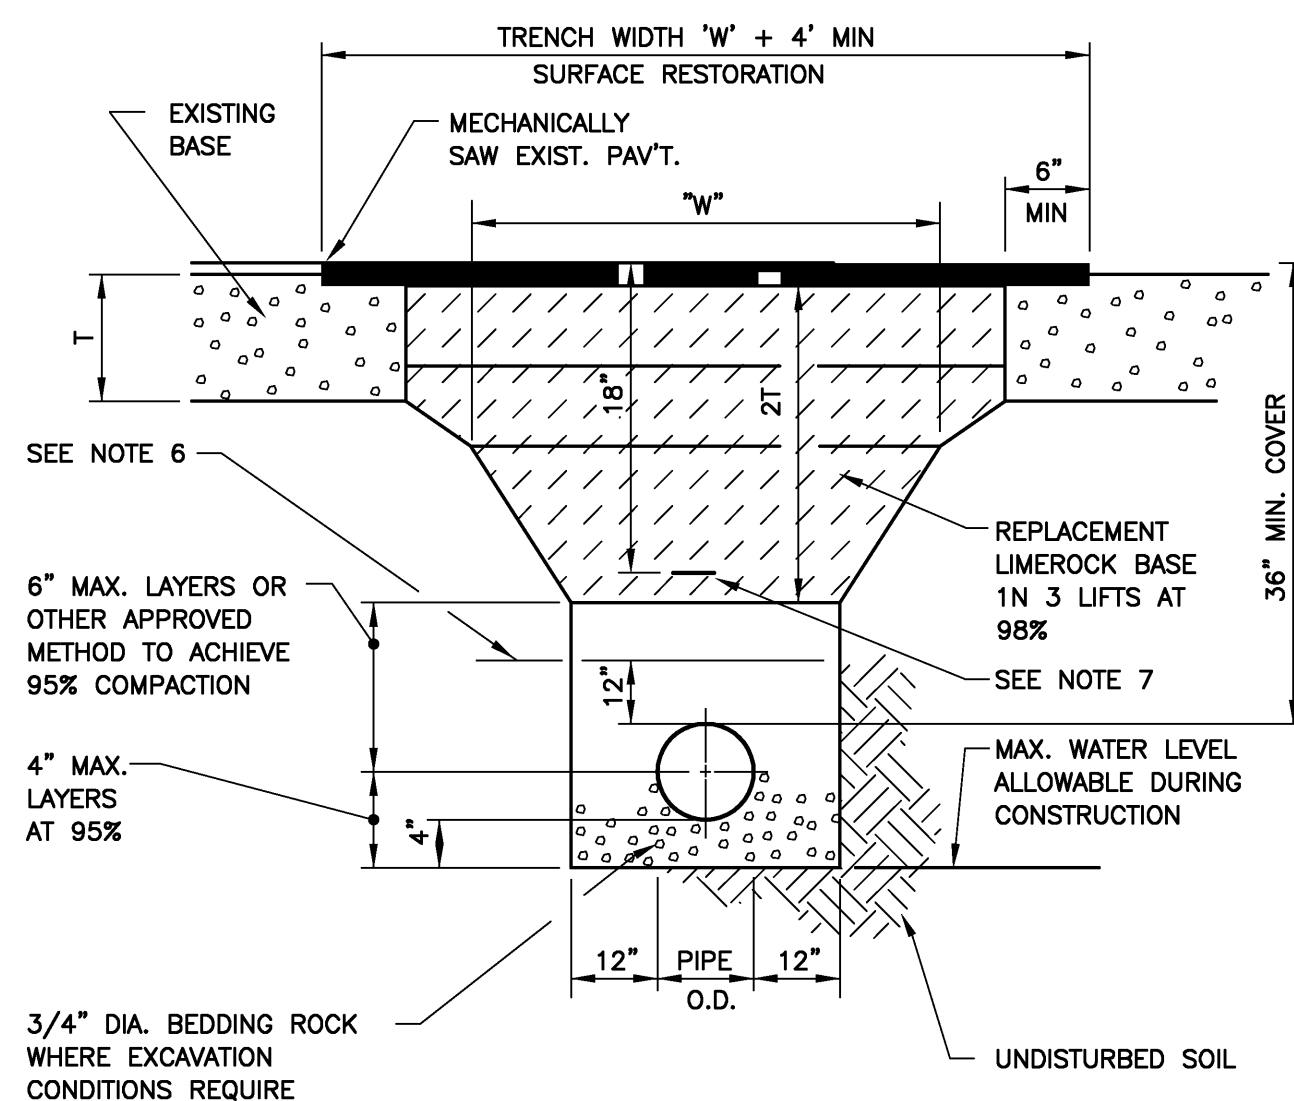 TRENCH WIDTH 'W' + 4' MIN
SURFACE RESTORATION
EXISTING
BASE
MECHANICALLY
SAW EXIST. PAV'T.
6"
MIN
"W"
T
18"
2T
36" MIN. COVER
SEE NOTE 6
REPLACEMENT
LIMEROCK BASE
1N 3 LIFTS AT
98%
6" MAX. LAYERS OR
OTHER APPROVED
METHOD TO ACHIEVE
95% COMPACTION
SEE NOTE 7
12"
4" MAX.
LAYERS
AT 95%
MAX. WATER LEVEL
ALLOWABLE DURING
CONSTRUCTION
4"
12"
PIPE
O.D.
12"
3/4" DIA. BEDDING ROCK
WHERE EXCAVATION
CONDITIONS REQUIRE
UNDISTURBED SOIL